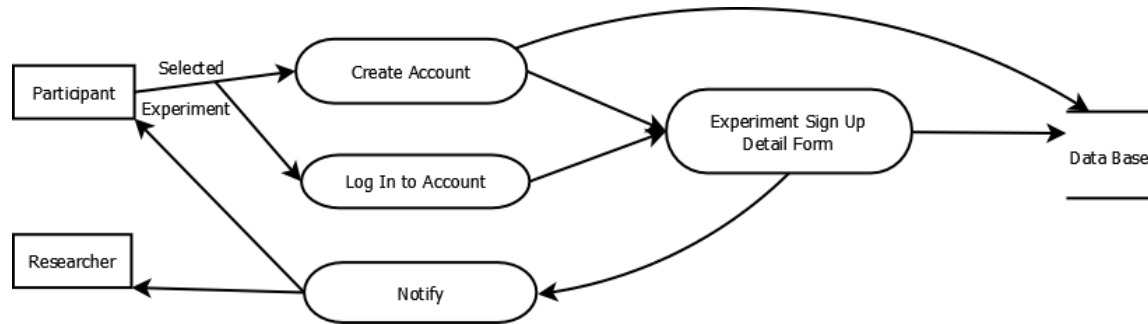 Selected
Create Account
Participant
Experiment
Experiment Sign Up
Detail Form
Data Base
Log In to Account
Researcher
Notify